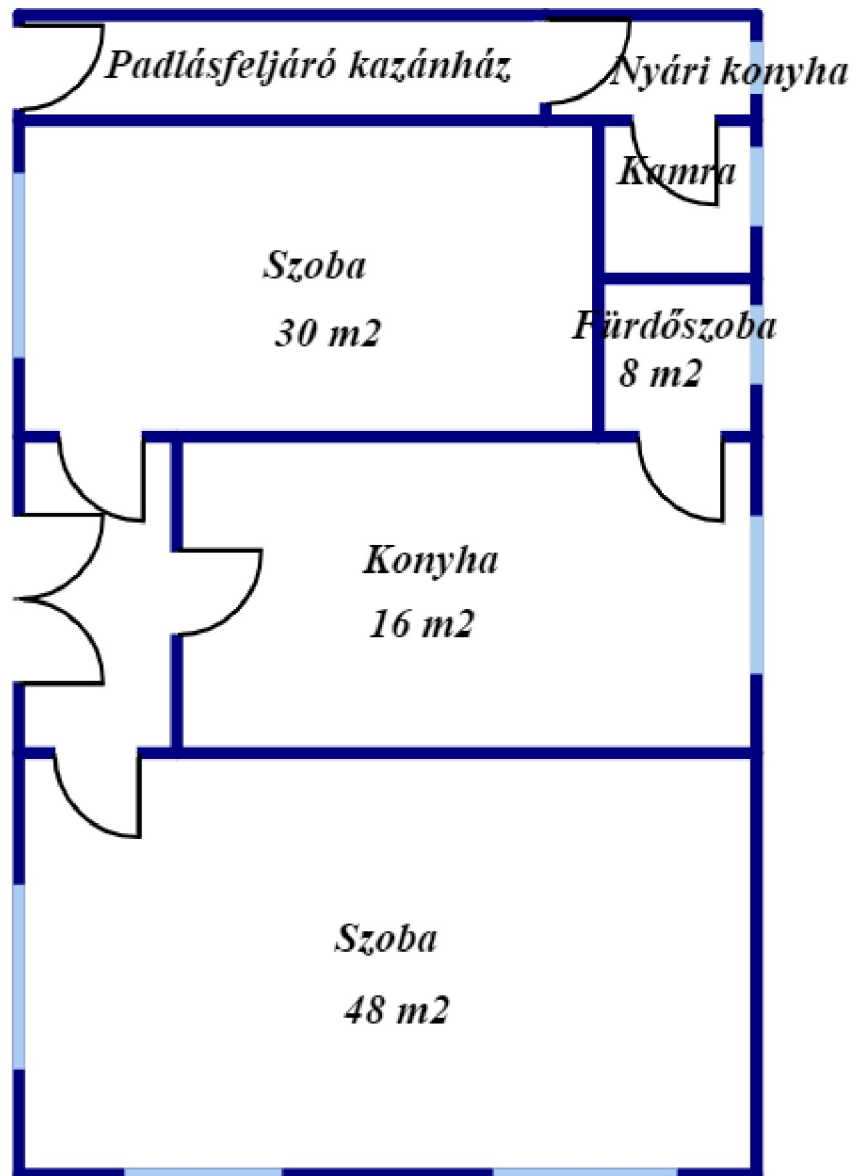 Padlásfeljáró kazánház
Nyári konyha
Kamra
Szoba
30 m2
Fürdőszoba
8 m2
Konyha
16 m2
Szoba
48 m2